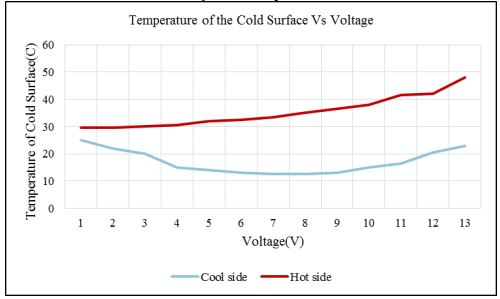 Temperature of the Cold Surface Vs Voltage
Temperature of Cold Surface(C)
60
50
40
30
20
10
0
1 2 3 4 5 6 7 8 9 10 11 12 13
Voltage(V)
Cool side Hot side